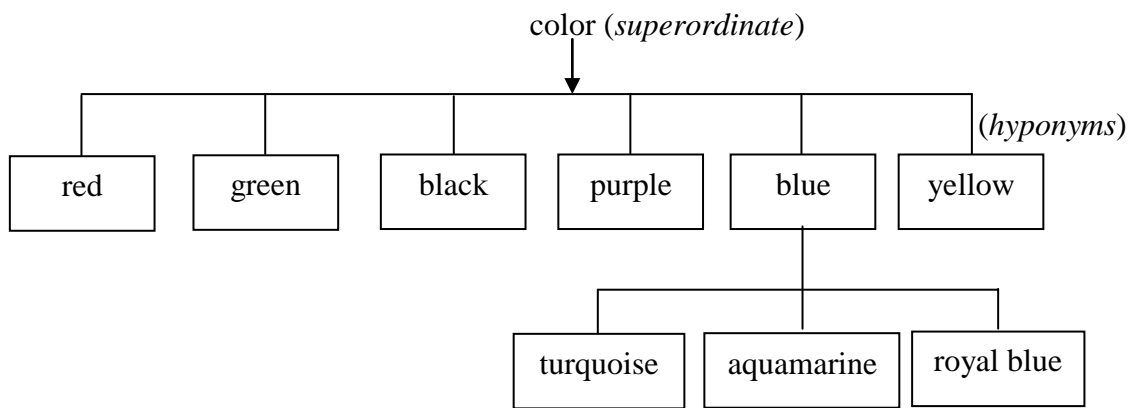 color (superordinate)
(hyponyms)
red green black purple blue yellow
turquoise aquamarine royal blue